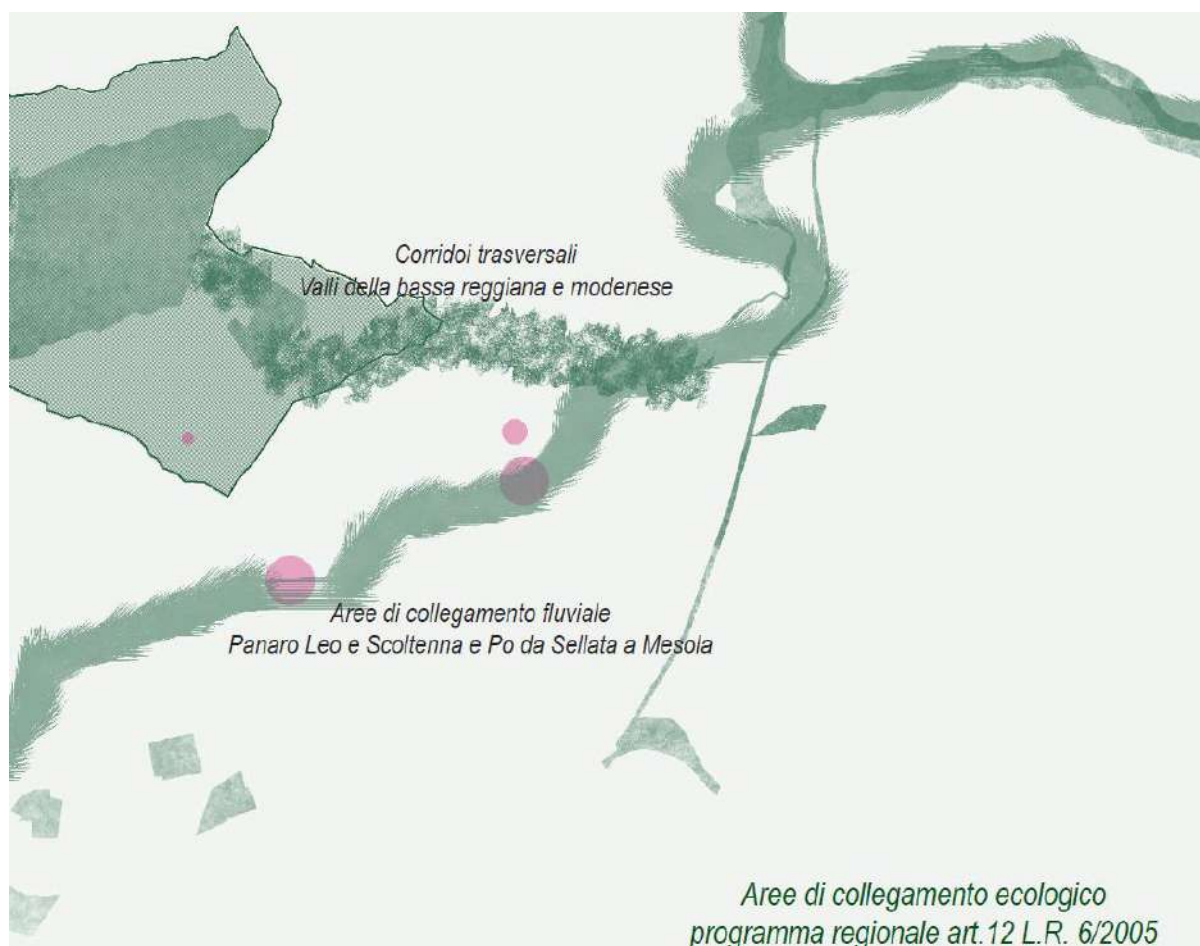 Corridoi trasversali
Valli della bassa reggiana e modenese
Aree di collegamento fluviale
Panaro Leo e Scoltenna e Po da Sellata a Mesola
Aree di collegamento ecologico
programma regionale art.12 L.R. 6/2005